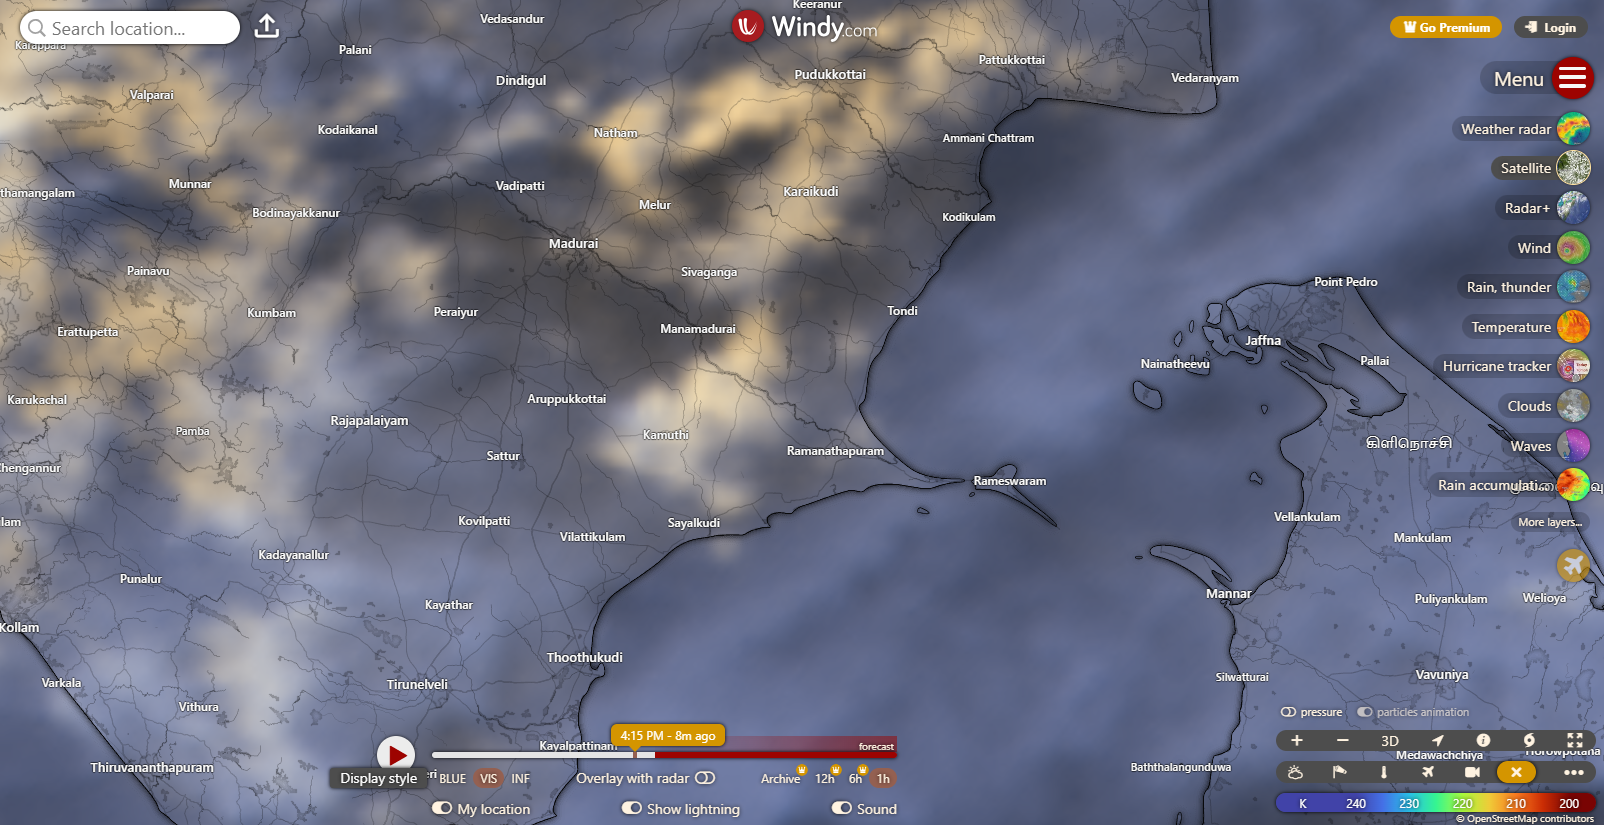 Search location...
Windy.com
Go Premium
Login
Menu
Weather radar
Satellite
Radar+
Wind
Rain, thunder
Temperature
Hurricane tracker
Clouds
Waves
More layers...
Keeranur
Vedasandur
Karappara
Palani
Dindigul
Pudukkottai
Pattukkottai
Vedaranyam
Valparai
Kodaikanal
Natham
Ammani Chattram
Munnar
thamangalam
Vadipatti
Karaikudi
Melur
Bodinayakkanur
Kodikulam
Madurai
Painavu
Sivaganga
Point Pedro
Kumbam
Peraiyur
Tondi
Erattupetta
Manamadurai
Jaffna
Nainatheevu
Pallai
Karukachal
Aruppukkottai
Rajapalaiyam
Pamba
Kamuthi
கிளிநொச்சி
Ramanathapuram
Sattur
Chengannur
Rameswaram
Rain accumulati
lam
Kovilpatti
Sayalkudi
Vellankulam
Vilattikulam
Mankulam
Kadayanallur
Punalur
Mannar
Puliyankulam
Welioya
Kayathar
Kollam
Thoothukudi
Silwatturai
Vavuniya
Varkala
Tirunelveli
Vithura
Kayalpattinam
Thiruvananthapuram
Baththalangunduwa
Medawachchiya
Horowpotana
4:15 PM - 8m ago
forecast
Display style
eri
BLUE
VIS
INF
Overlay with radar
Archive
12h
6h
1h
My location
Show lightning
Sound
pressure
particles animation
3D
K 240 230 220 210 200
© OpenStreetMap contributors